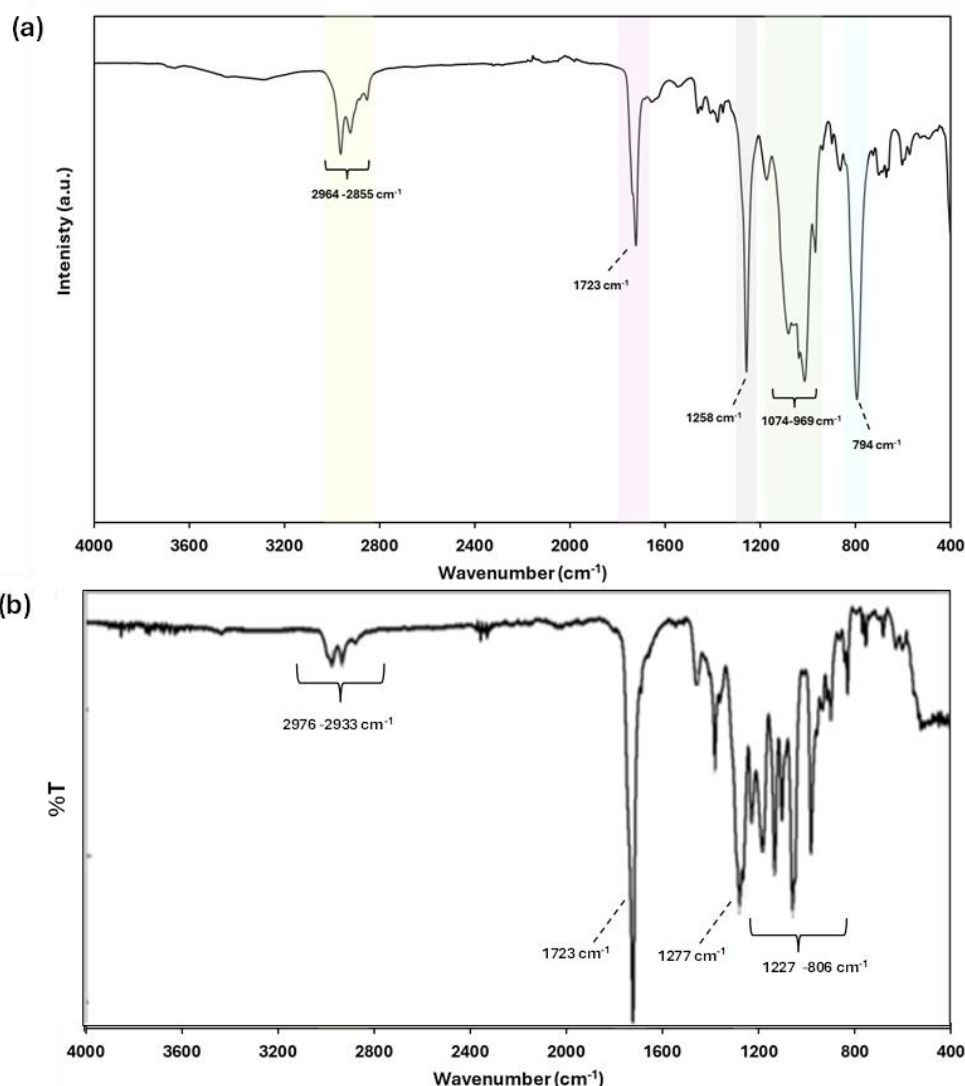 (a)
Intenisty (a.u.)
2964 -2855 cm-1
1723 cm-1
1258 cm-1
1074-969 cm-1
794 cm-1
4000 3600 3200 2800 2400 2000 1600 1200 800 400
Wavenumber (cm-1)
(b)
%T
2976 -2933 cm-1
1723 cm-1
1277 cm-1
1227 -806 cm-1
4000 3200 2800 2400 2000 1600 1200 800 400
Wavenumber (cm-1)